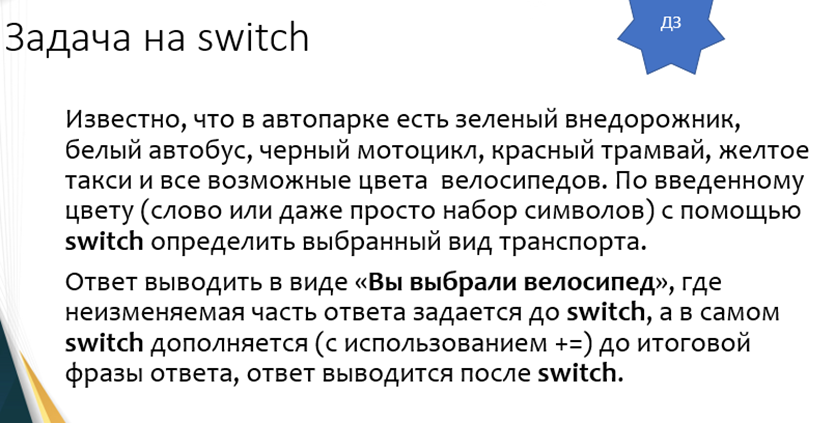 Задача на switch
ДЗ
Известно, что в автопарке есть зеленый внедорожник,
белый автобус, черный мотоцикл, красный трамвай, желтое
такси и все возможные цвета велосипедов. По введенному
цвету (слово или даже просто набор символов) с помощью
switch определить выбранный вид транспорта.
Ответ выводить в виде «Вы выбрали велосипед», где
неизменяемая часть ответа задается до switch, а в самом
switch дополняется (с использованием +=) до итоговой
фразы ответа, ответ выводится после switch.